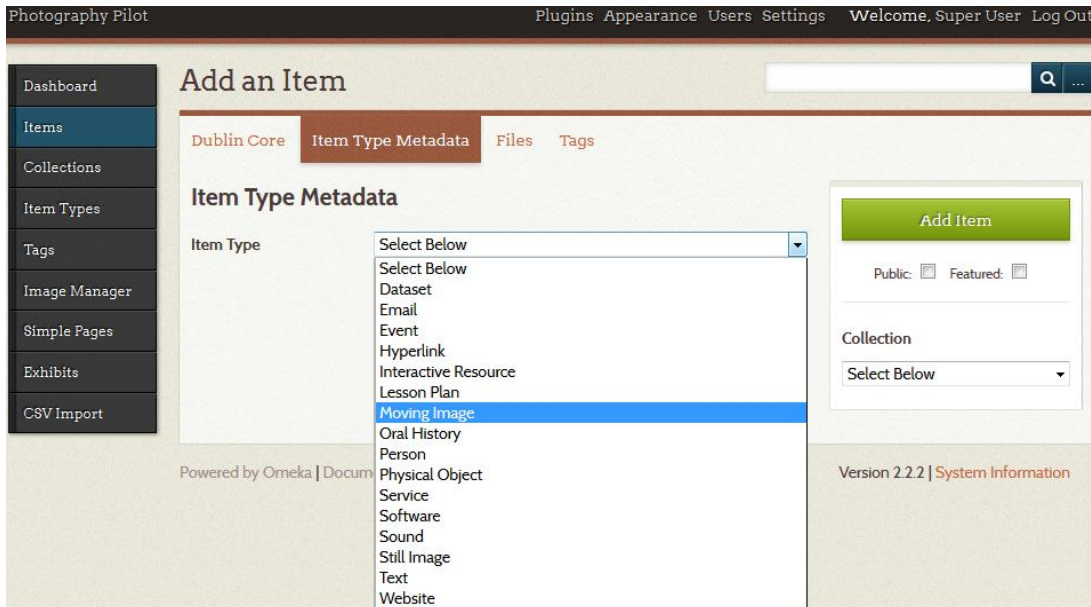 Photography Pilot
Plugins Appearance Users Settings Welcome, Super User Log Out
Dashboard
Items
Collections
Item Types
Tags
Image Manager
Simple Pages
Exhibits
CSV Import
Add an Item
...
Dublin Core Item Type Metadata Files Tags
Item Type Metadata
Item Type
Select Below
Select Below
Dataset
Email
Event
Hyperlink
Interactive Resource
Lesson Plan
Moving Image
Oral History
Person
Physical Object
Service
Software
Sound
Still Image
Text
Website
Add Item
Public: Featured:
Collection
Select Below
Powered by Omeka | Docum
Version 2.2.2 | System Information